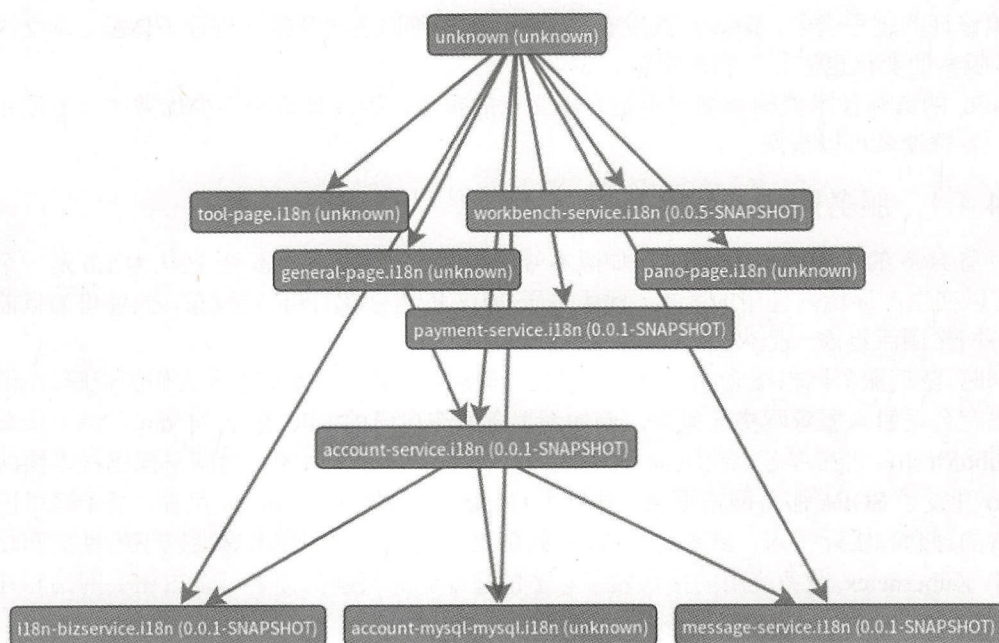 unknown (unknown)
tool-page.i18n (unknown)
workbench-service.i18n (0.0.5-SNAPSHOT)
general-page.i18n (unknown)
pano-page.i18n (unknown)
payment-service.i18n (0.0.1-SNAPSHOT)
account-service.i18n (0.0.1-SNAPSHOT)
i18n-bizservice.i18n (0.0.1-SNAPSHOT)
account-mysql-mysql.i18n (unknown)
message-service.i18n (0.0.1-SNAPSHOT)